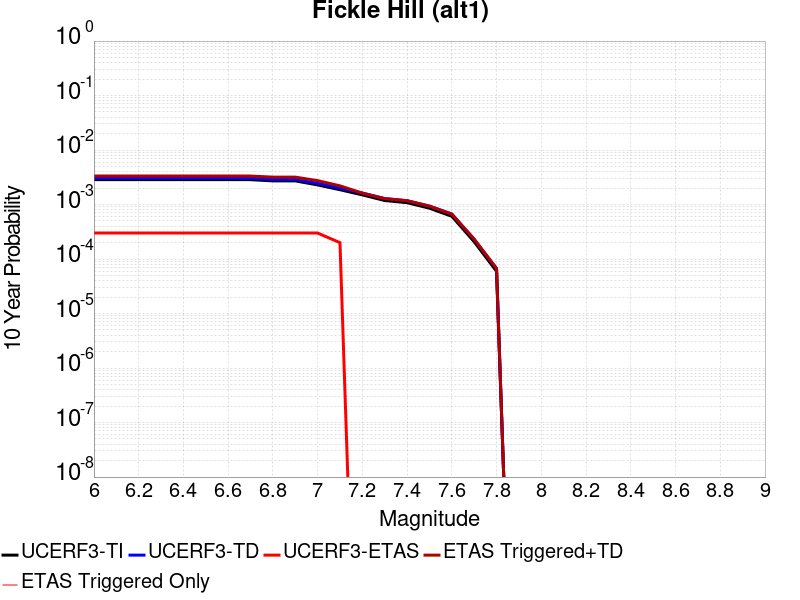 Fickle Hill (alt1)
10^0
10^-1
10^-2
10^-3
10^-4
10^-5
10^-6
10^-7
10^-8
10 Year Probability
6 6.2 6.4 6.6 6.8 7 7.2 7.4 7.6 7.8 8 8.2 8.4 8.6 8.8 9
Magnitude
UCERF3-TI UCERF3-TD UCERF3-ETAS ETAS Triggered+TD
ETAS Triggered Only